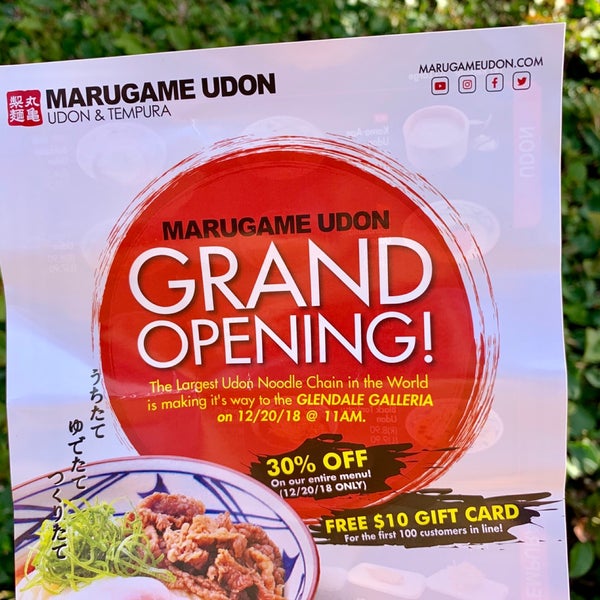 丸亀
製麺
MARUGAME UDON
UDON & TEMPURA
MARUGAMEUDON.COM
MARUGAME UDON
GRAND
OPENING!
The Largest Udon Noodle Chain in the World
is making it's way to the GLENDALE GALLERIA
on 12/20/18 @ 11AM.
30% OFF
On our entire menu!
(12/20/18 ONLY)
FREE $10 GIFT CARD
For the first 100 customers in line!
うちたて
ゆでたて
つくりたて